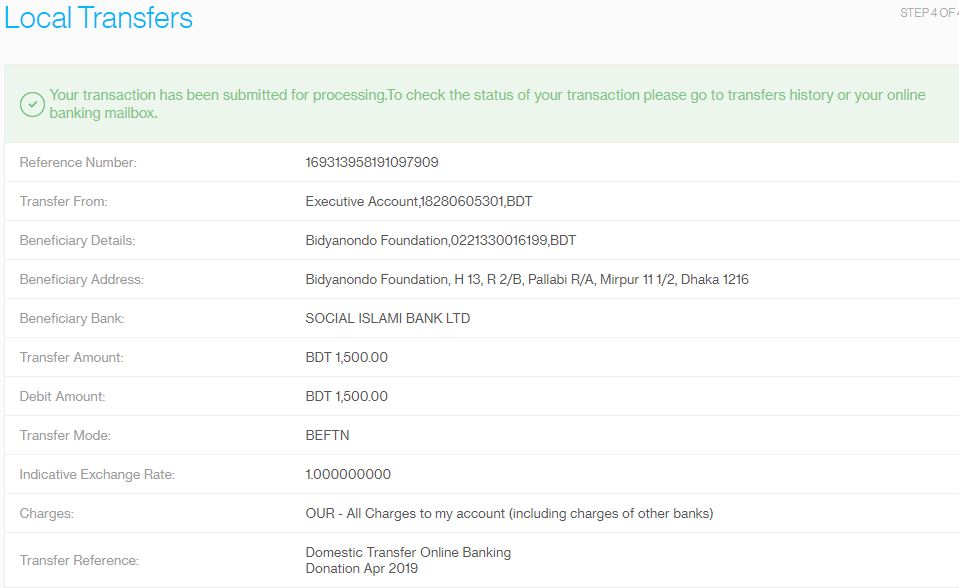 Local Transfers
STEP 4 OF
Your transaction has been submitted for processing.To check the status of your transaction please go to transfers history or your online
banking mailbox.
Reference Number: 169313958191097909
Transfer From: Executive Account,18280605301,BDT
Beneficiary Details: Bidyanondo Foundation,0221330016199,BDT
Beneficiary Address: Bidyanondo Foundation, H 13, R 2/B, Pallabi R/A, Mirpur 11 1/2, Dhaka 1216
Beneficiary Bank: SOCIAL ISLAMI BANK LTD
Transfer Amount: BDT 1,500.00
Debit Amount: BDT 1,500.00
Transfer Mode: BEFTN
Indicative Exchange Rate: 1.000000000
Charges: OUR - All Charges to my account (including charges of other banks)
Transfer Reference: Domestic Transfer Online Banking
Donation Apr 2019